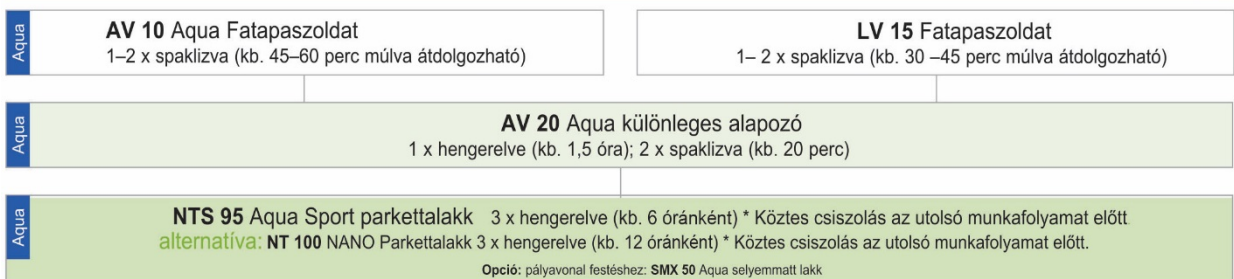 Aqua
AV 10 Aqua Fatapaszoldat
1–2 x spaklizva (kb. 45–60 perc múlva átdolgozható)
LV 15 Fatapaszoldat
1– 2 x spaklizva (kb. 30 –45 perc múlva átdolgozható)
Aqua
AV 20 Aqua különleges alapozó
1 x hengerelve (kb. 1,5 óra); 2 x spaklizva (kb. 20 perc)
Aqua
NTS 95 Aqua Sport parkettalakk 3 x hengerelve (kb. 6 óránként) * Köztes csiszolás az utolsó munkafolyamat előtt
alternatíva: NT 100 NANO Parkettalakk 3 x hengerelve (kb. 12 óránként) * Köztes csiszolás az utolsó munkafolyamat előtt.
Opció: pályavonal festéshez: SMX 50 Aqua selyemmatt lakk